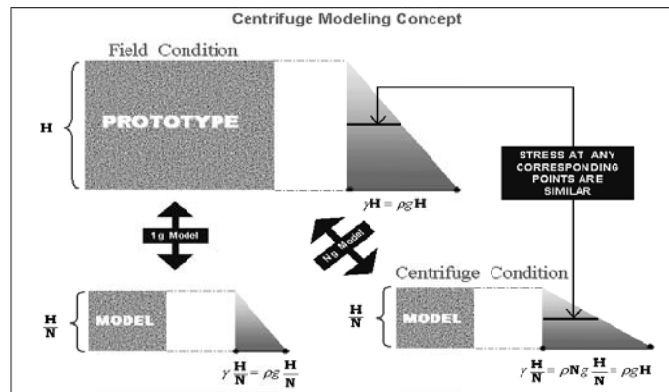 Centrifuge Modeling Concept
Field Condition
H
PROTOTYPE
STRESS AT ANY
CORRESPONDING
POINTS ARE
SIMILAR
γH = ρgH
1g Model
Ng Model
Centrifuge Condition
H/N
MODEL
H/N
MODEL
γ H/N = ρg H/N
γ H/N = ρNg H/N = ρgH